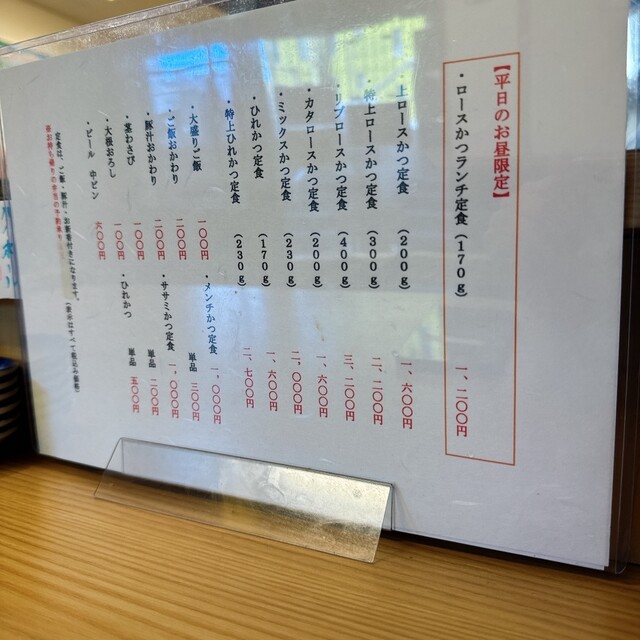 【平日のお昼限定】
・ロースかつランチ定食(170g) 一、二〇〇円
・上ロースかつ定食(200g) 一、六〇〇円
・特上ロースかつ定食(300g) 二、二〇〇円
・リブロースかつ定食(400g) 三、二〇〇円
・カタロースかつ定食(200g) 一、六〇〇円
・ミックスかつ定食(230g) 二、〇〇〇円
・ひれかつ定食(170g) 一、六〇〇円
・特上ひれかつ定食(230g) 二、七〇〇円
・大盛りご飯 一〇〇円
・ご飯おかわり 二〇〇円
・豚汁おかわり 二〇〇円
・茎わさび 一〇〇円
・大根おろし 一〇〇円
・ビール 中ビン 六〇〇円
・メンチかつ定食 一、〇〇〇円
単品 三〇〇円
・ササミかつ定食 一、〇〇〇円
単品 二〇〇円
・ひれかつ 単品 五〇〇円
定食は、ご飯・豚汁・お新香付きになります。(表示はすべて税込み価格)